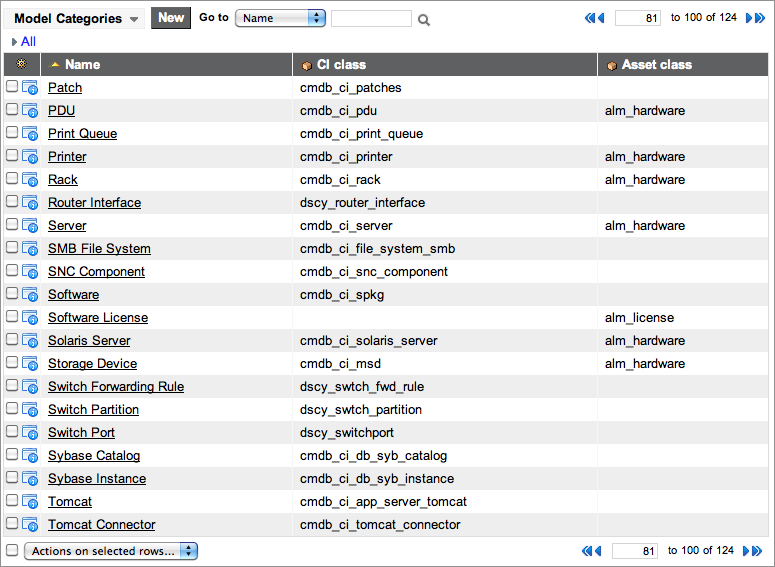 Model Categories New Go to Name 81 to 100 of 124
All
Name CI class Asset class
Patch cmdb_ci_patches
PDU cmdb_ci_pdu alm_hardware
Print Queue cmdb_ci_print_queue
Printer cmdb_ci_printer alm_hardware
Rack cmdb_ci_rack alm_hardware
Router Interface dscy_router_interface
Server cmdb_ci_server alm_hardware
SMB File System cmdb_ci_file_system_smb
SNC Component cmdb_ci_snc_component
Software cmdb_ci_spkg
Software License alm_license
Solaris Server cmdb_ci_solaris_server alm_hardware
Storage Device cmdb_ci_msd alm_hardware
Switch Forwarding Rule dscy_swtch_fwd_rule
Switch Partition dscy_swtch_partition
Switch Port dscy_switchport
Sybase Catalog cmdb_ci_db_syb_catalog
Sybase Instance cmdb_ci_db_syb_instance
Tomcat cmdb_ci_app_server_tomcat
Tomcat Connector cmdb_ci_tomcat_connector
Actions on selected rows... 81 to 100 of 124